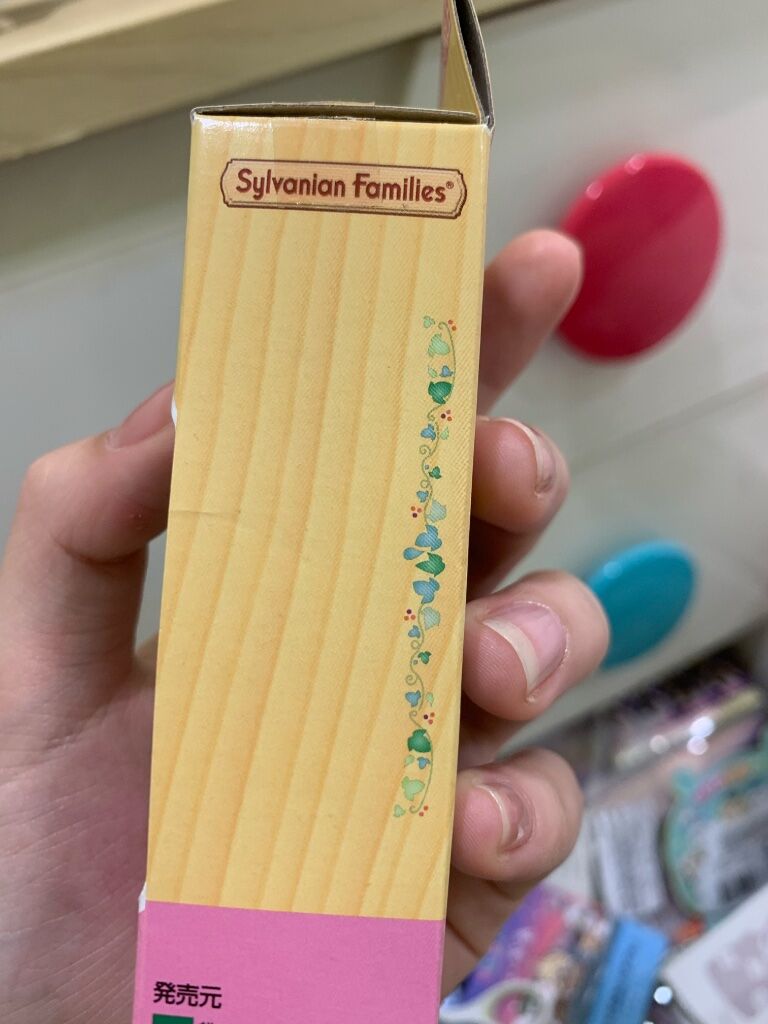 Sylvanian Families®
発売元